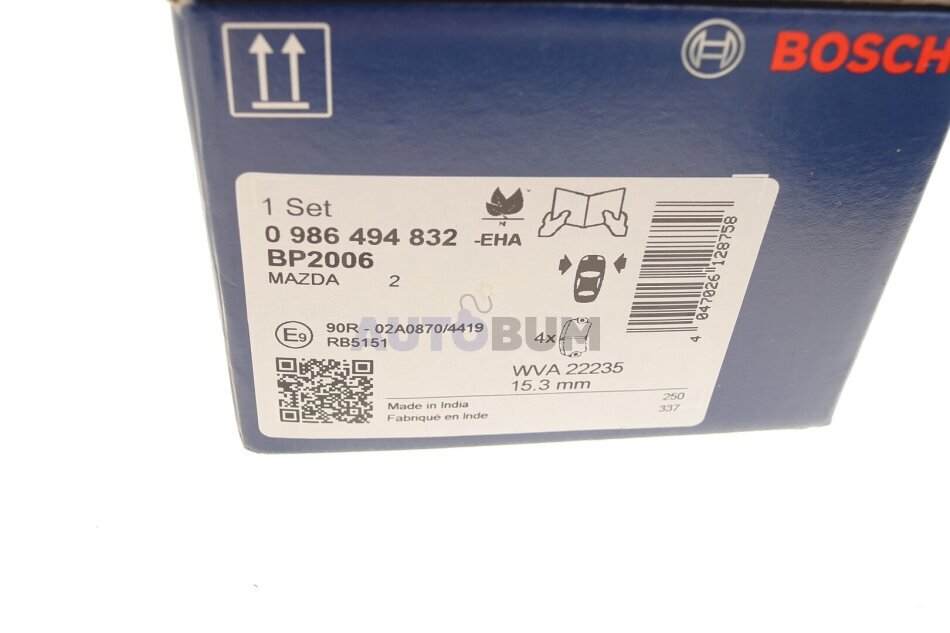 BOSCH
1 Set
0 986 494 832 -EHA
BP2006
MAZDA 2
E9
90R - 02A0870/4419
RB5151
4x
AUTOBUM
WVA 22235
15.3 mm
Made in India
Fabriqué en Inde
250
337
4 047026 128758